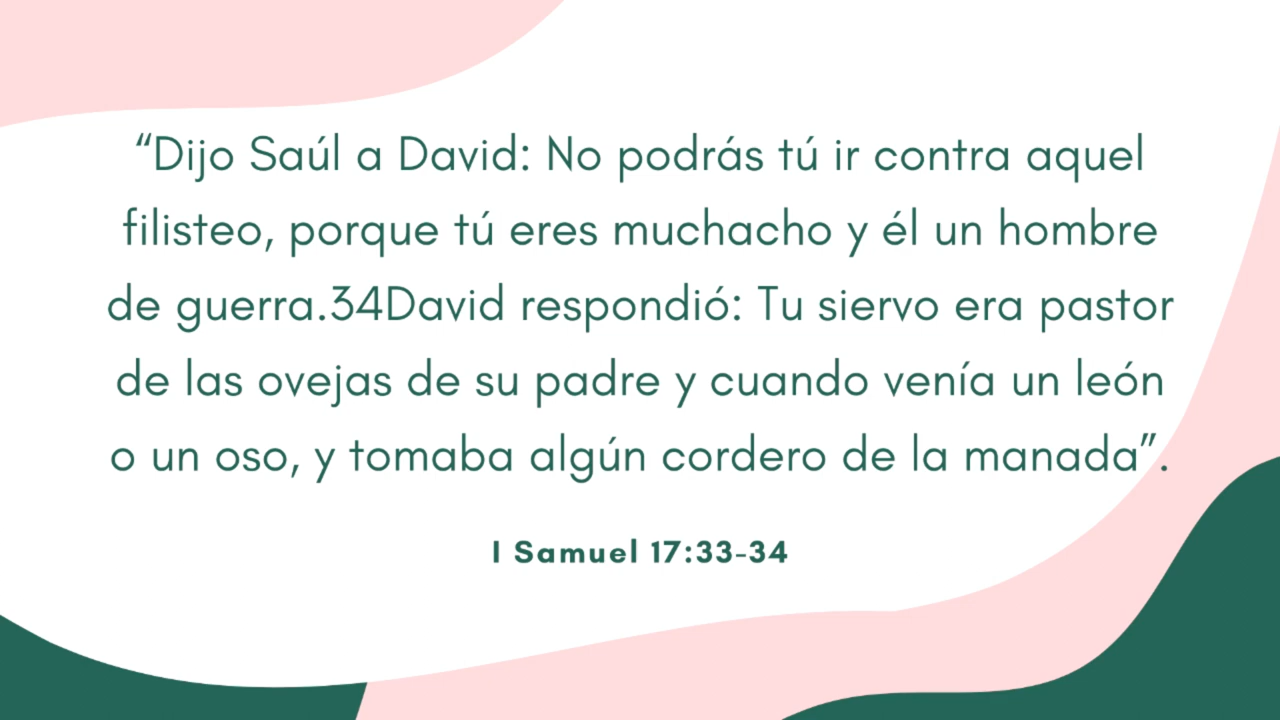 “Dijo Saúl a David: No podrás tú ir contra aquel
filisteo, porque tú eres muchacho y él un hombre
de guerra.34David respondió: Tu siervo era pastor
de las ovejas de su padre y cuando venía un león
o un oso, y tomaba algún cordero de la manada”.
I Samuel 17:33-34